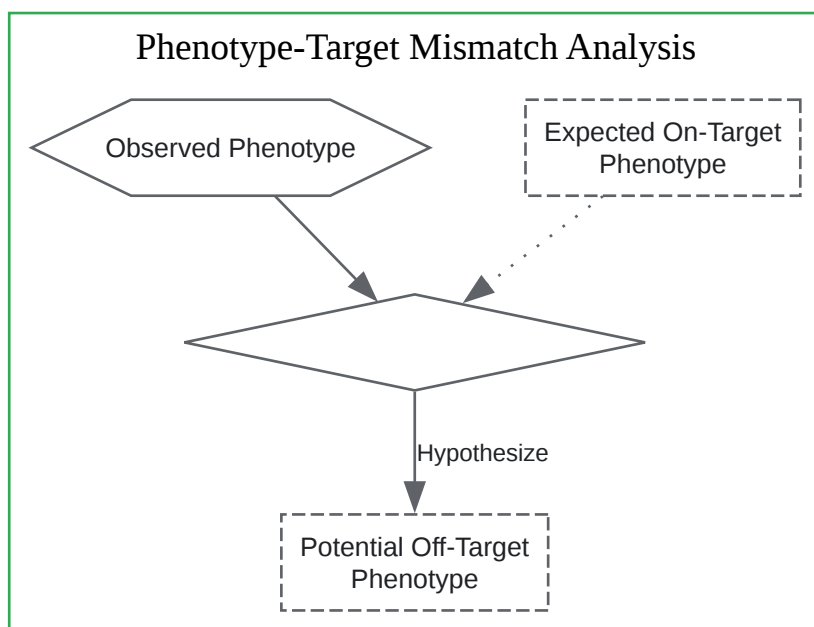 Phenotype-Target Mismatch Analysis
Observed Phenotype
Expected On-Target
Phenotype
Hypothesize
Potential Off-Target
Phenotype